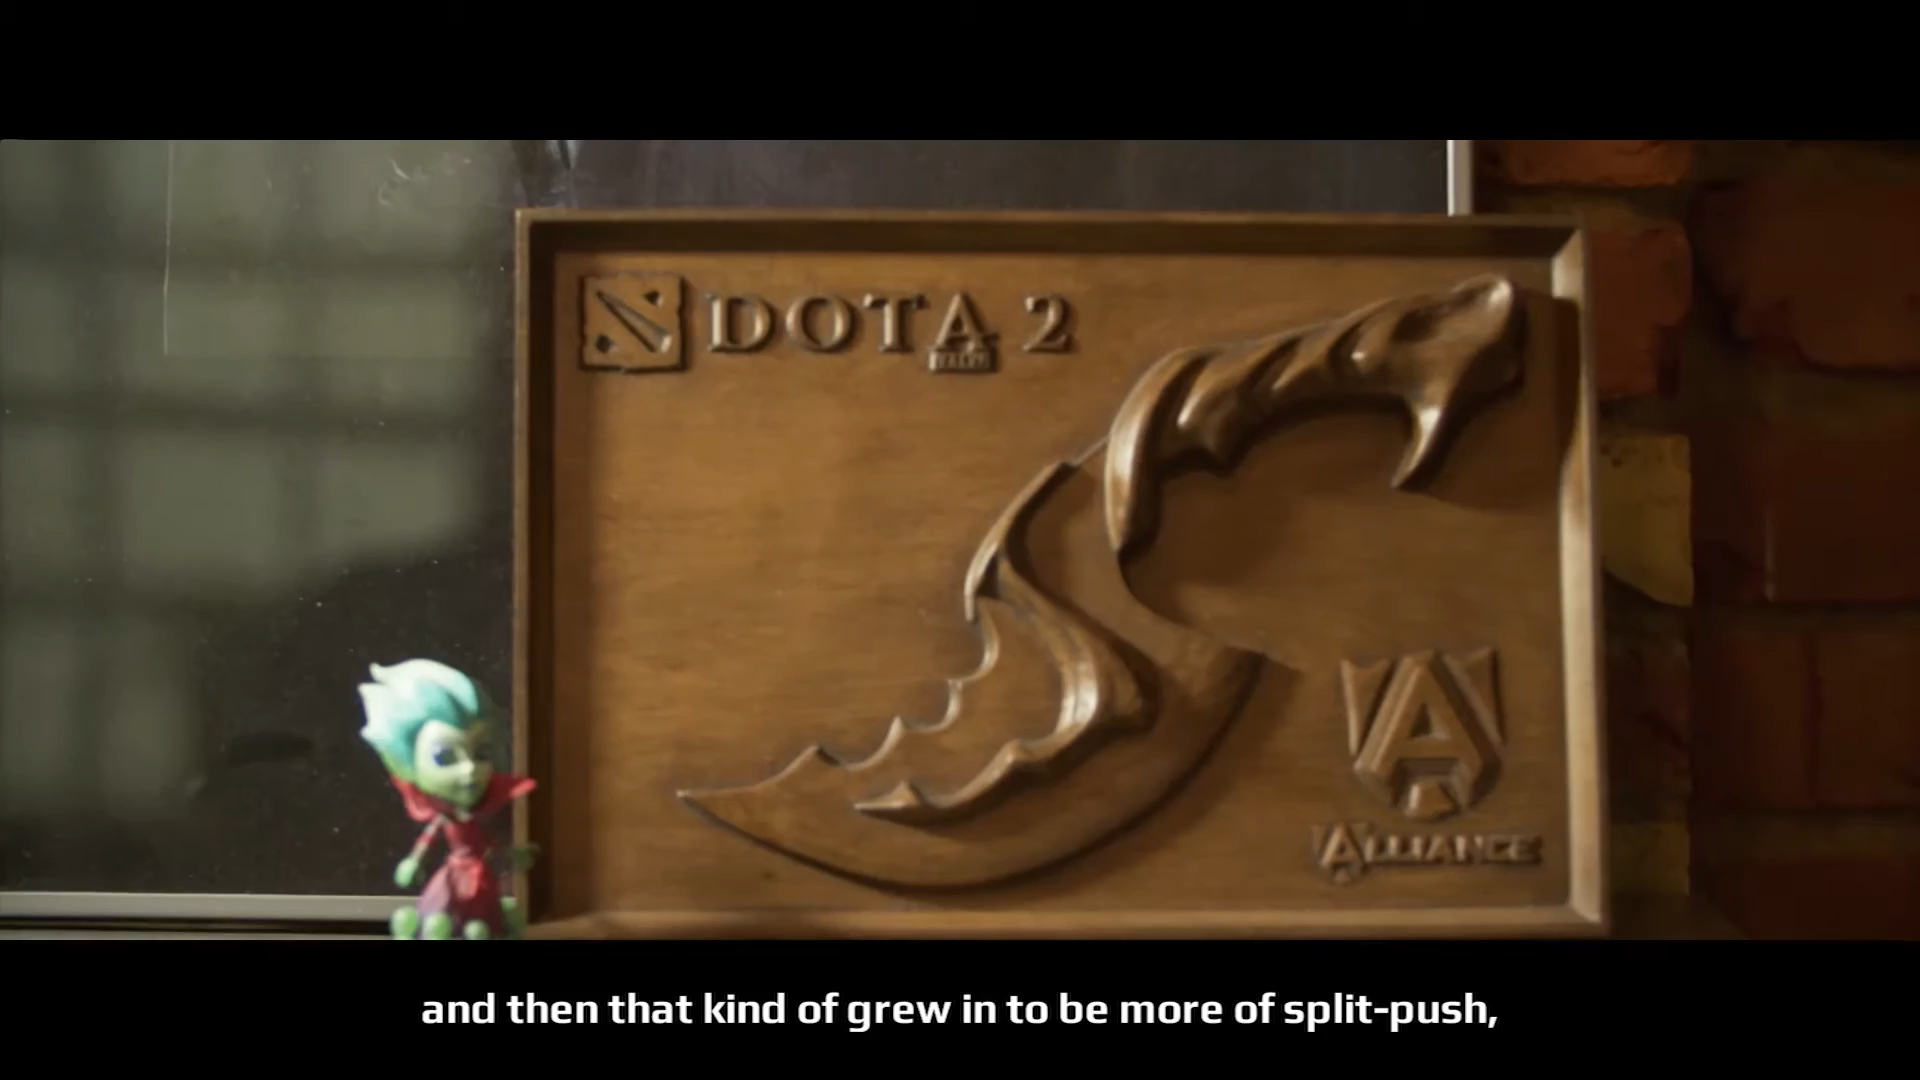 DOTA 2
ALLIANCE
and then that kind of grew in to be more of split-push,